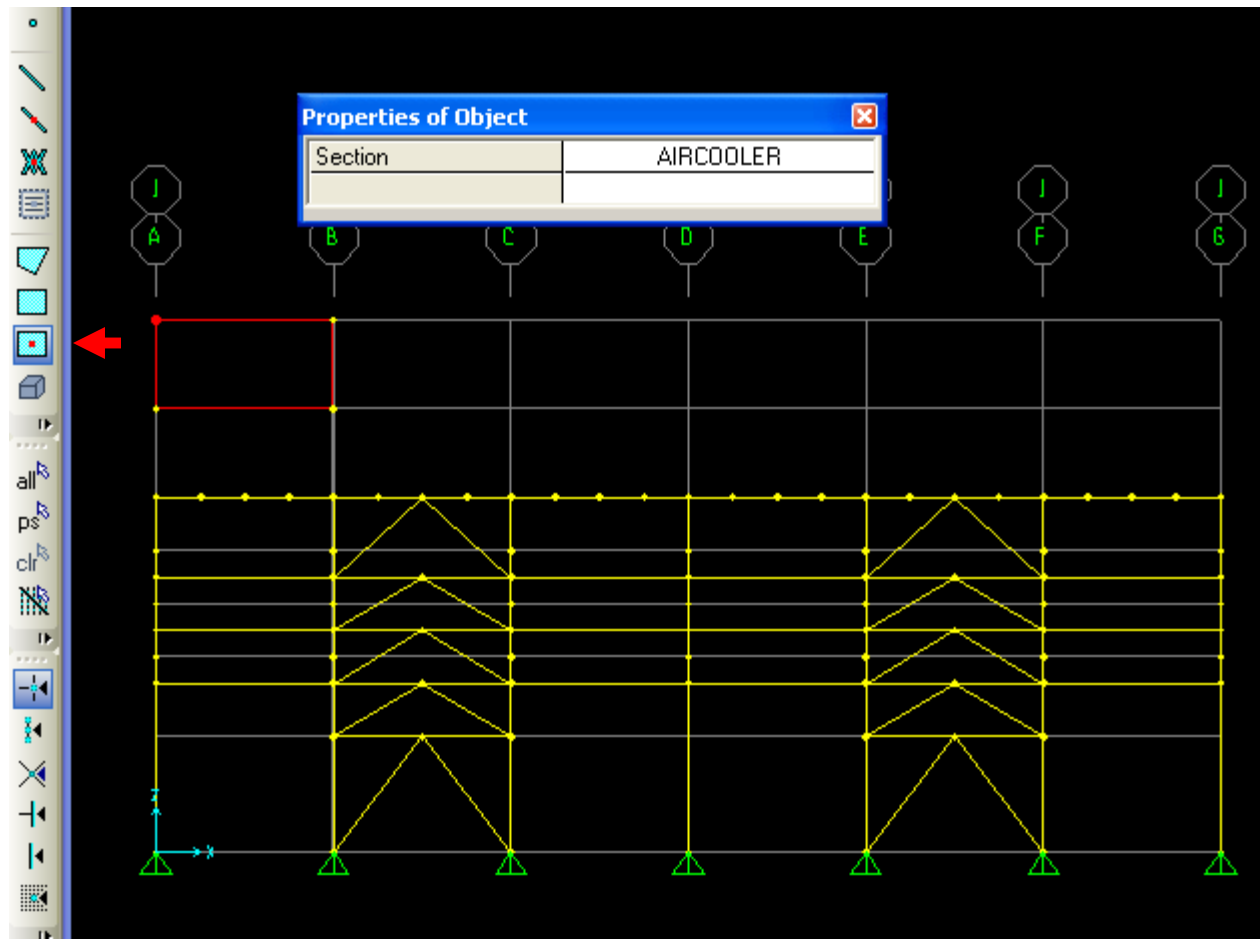 Properties of Object
Section AIRCOOLER
J J J
A B C D E F G
all
ps
clr
Z
X